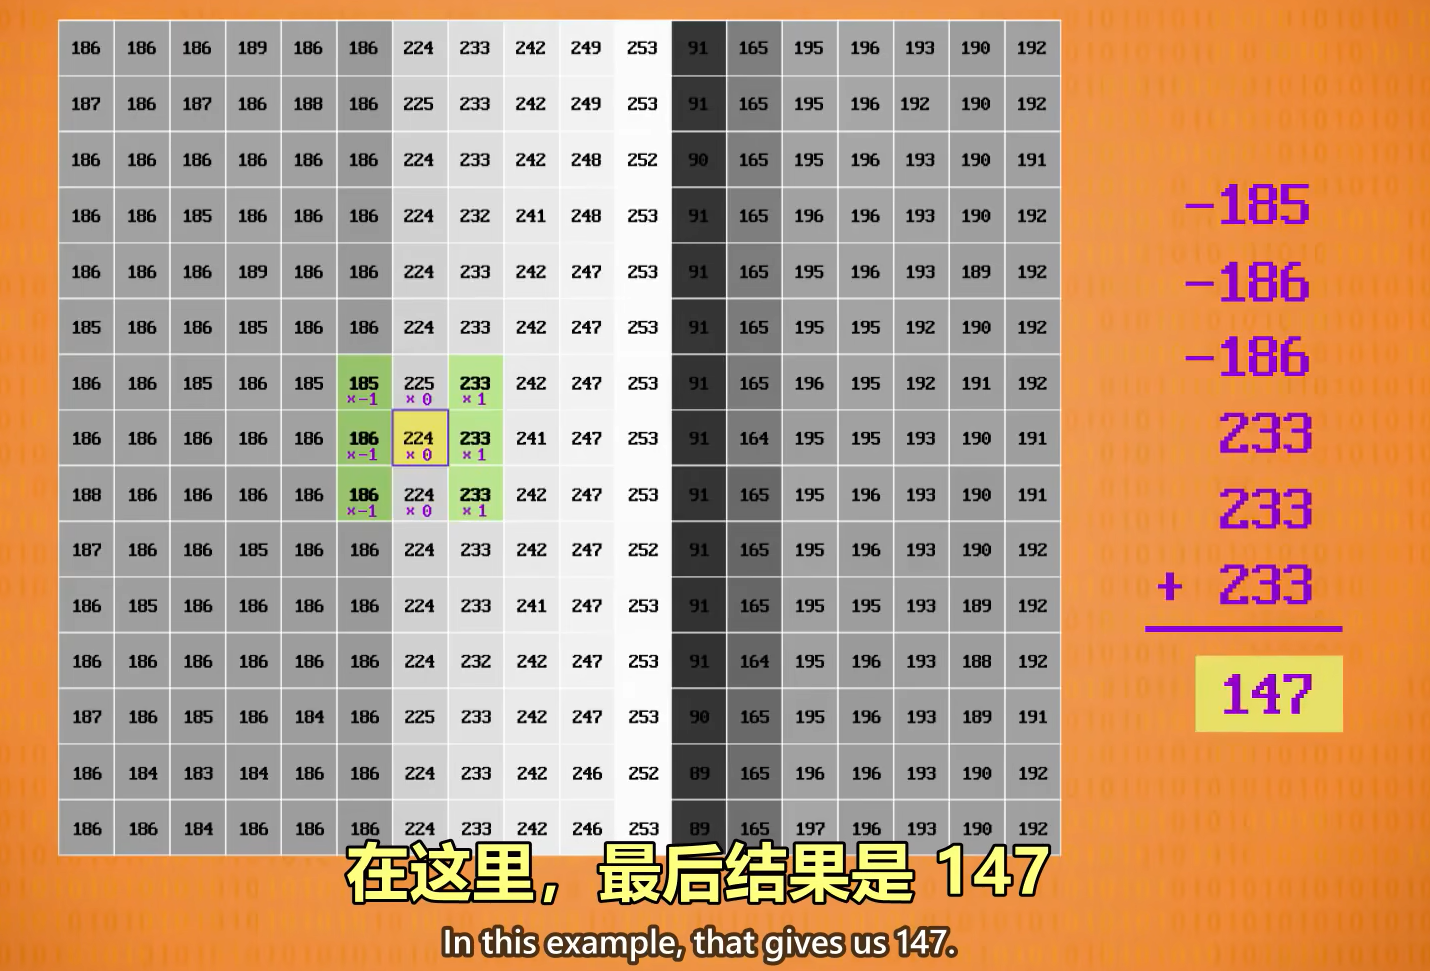 186 186 186 189 186 186 224 233 242 249 253 91 165 195 196 193 190 192
187 186 187 186 188 186 225 233 242 249 253 91 165 195 196 192 190 192
186 186 186 186 186 186 224 233 242 248 252 90 165 195 196 193 190 191
186 186 185 186 186 186 224 232 241 248 253 91 165 196 196 193 190 192
186 186 186 189 186 186 224 233 242 247 253 91 165 195 196 193 189 192
185 186 186 185 186 186 224 233 242 247 253 91 165 195 195 192 190 192
186 186 185 186 185 185 225 233 242 247 253 91 165 196 195 192 191 192
×-1 × 0 × 1
186 186 186 186 186 186 224 233 241 247 253 91 164 195 195 193 190 191
×-1 × 0 × 1
188 186 186 186 186 186 224 233 242 247 253 91 165 195 196 193 190 191
×-1 × 0 × 1
187 186 186 185 186 186 224 233 242 247 252 91 165 195 196 193 190 192
186 185 186 186 186 186 224 233 241 247 253 91 165 195 195 193 189 192
186 186 186 186 186 186 224 232 242 247 253 91 164 195 196 193 188 192
187 186 185 186 184 186 225 233 242 247 253 90 165 195 196 193 189 191
186 184 183 184 186 186 224 233 242 246 252 89 165 196 196 193 190 192
186 186 184 186 186 186 224 233 242 246 253 89 165 197 196 193 190 192
-185
-186
-186
233
233
+ 233
147
在这里，最后结果是 147
In this example, that gives us 147.